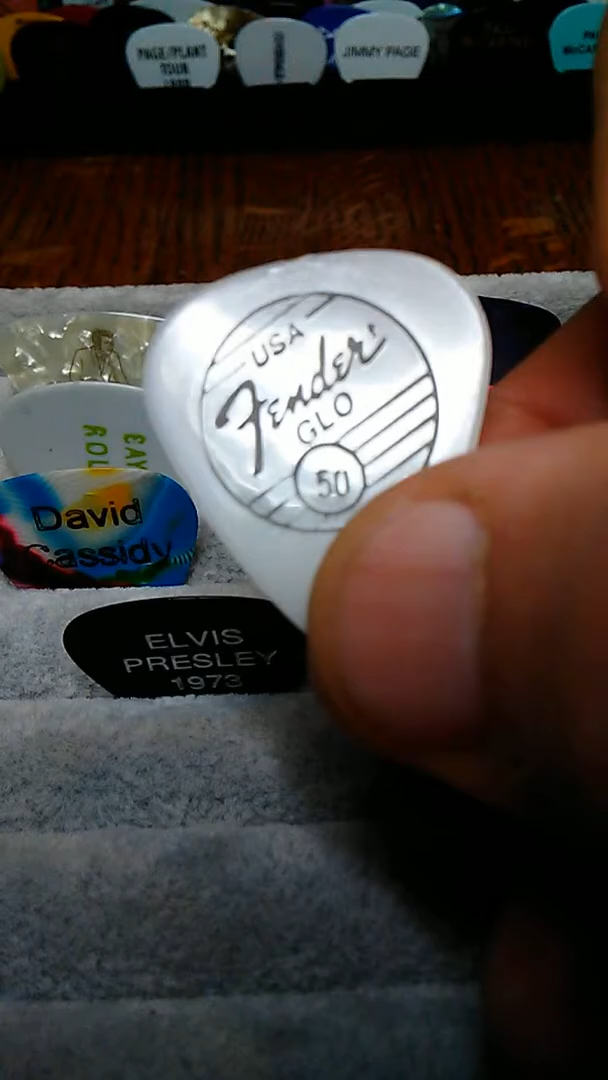 PAGE/PLANT
TOUR
JIMMY PAGE
USA
Fender
GLO
50
David
Cassidy
ELVIS
PRESLEY
1973